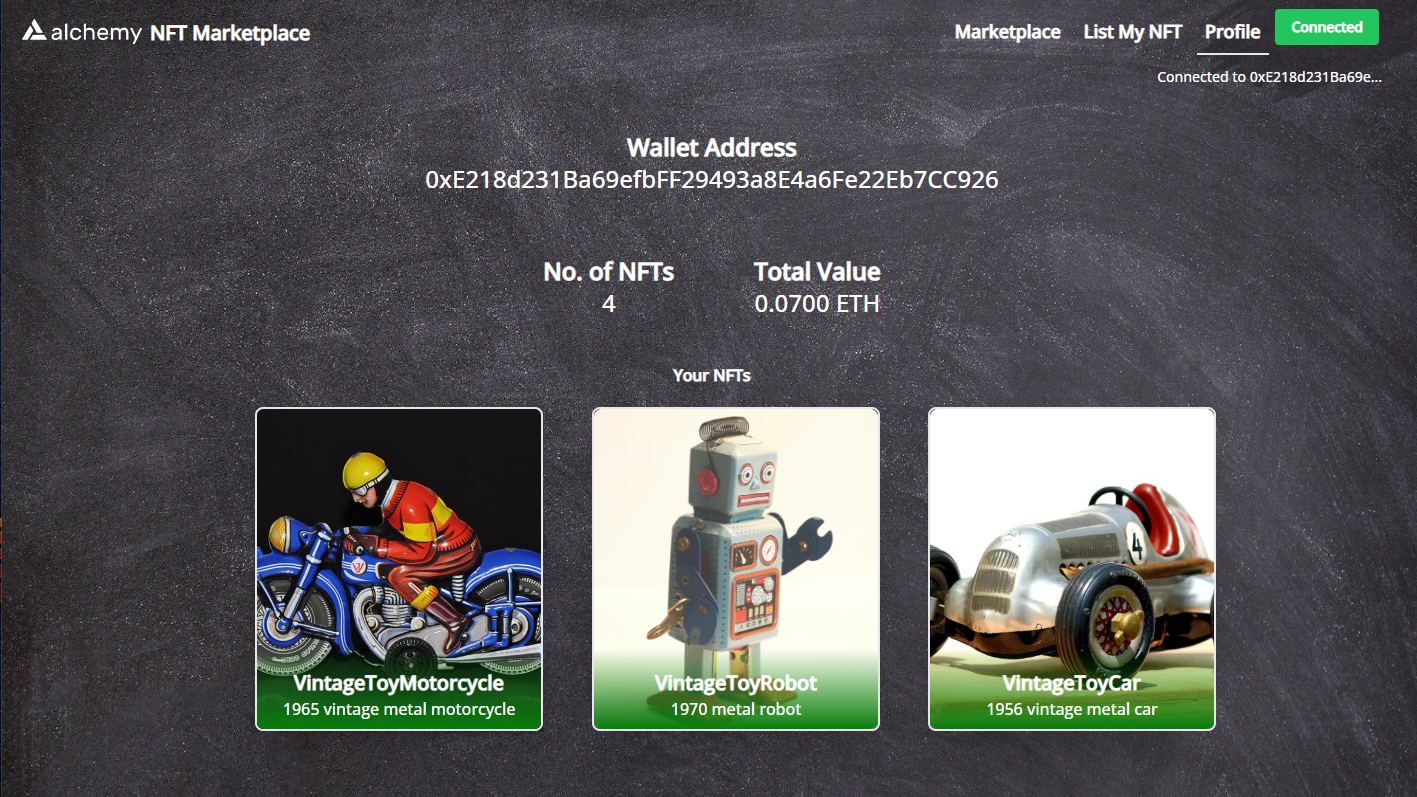 alchemy NFT Marketplace
Marketplace
List My NFT
Profile
Connected
Connected to 0xE218d231Ba69e...
Wallet Address
0xE218d231Ba69efbFF29493a8E4a6Fe22Eb7CC926
No. of NFTs
Total Value
4
0.0700 ETH
Your NFTs
4
VintageToyMotorcycle
1965 vintage metal motorcycle
VintageToyRobot
1970 metal robot
VintageToyCar
1956 vintage metal car